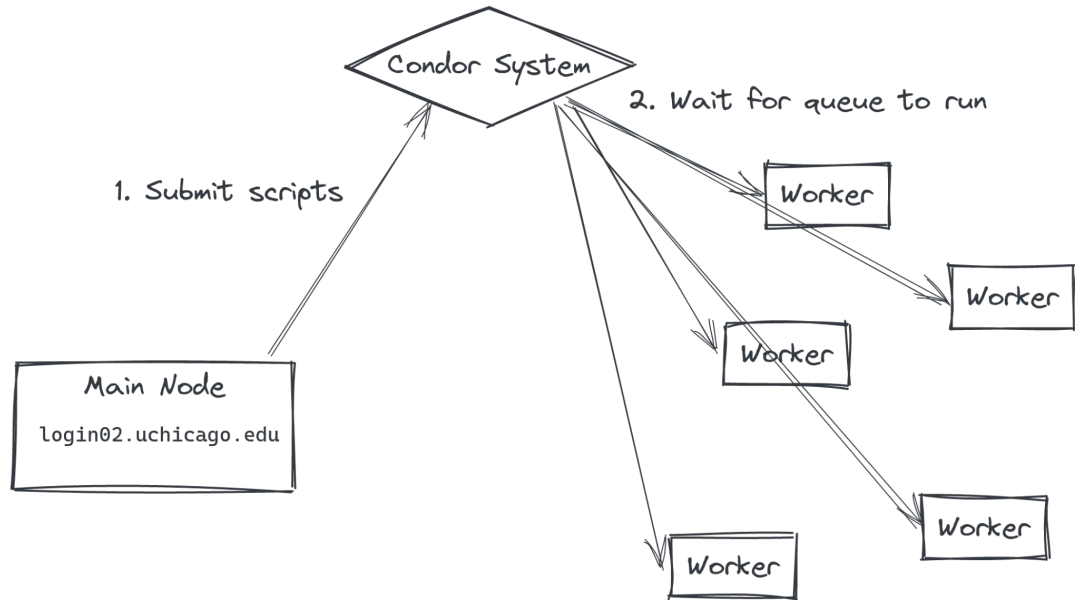 Condor System
2. Wait for queue to run
1. Submit scripts
Worker
Worker
Worker
Main Node
login02.uchicago.edu
Worker
Worker